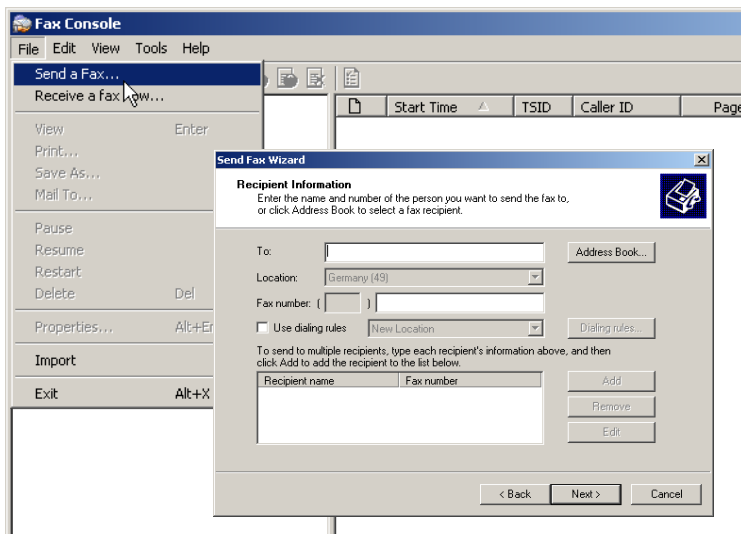 Fax Console
File Edit View Tools Help
Send a Fax...
Receive a fax now...
View Enter
Print...
Save As...
Mail To...
Pause
Resume
Restart
Delete Del
Properties...
Import
Exit Alt+X
Start Time TSID Caller ID
Send Fax Wizard
Recipient Information
Enter the name and number of the person you want to send the fax to,
or click Address Book to select a fax recipient.
To: Address Book...
Location: Germany (49)
Fax number: ( )
Use dialing rules New Location Dialing rules...
To send to multiple recipients, type each recipient's information above, and then
click Add to add the recipient to the list below.
Recipient name Fax number
Add
Remove
Edit
< Back Next > Cancel